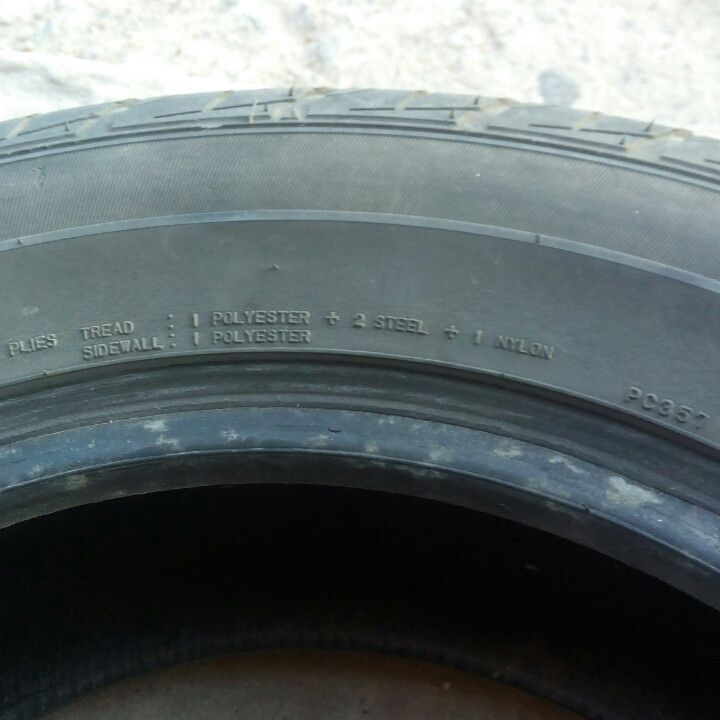 PLIES TREAD : 1 POLYESTER + 2 STEEL + 1 NYLON
SIDEWALL : 1 POLYESTER
PC357